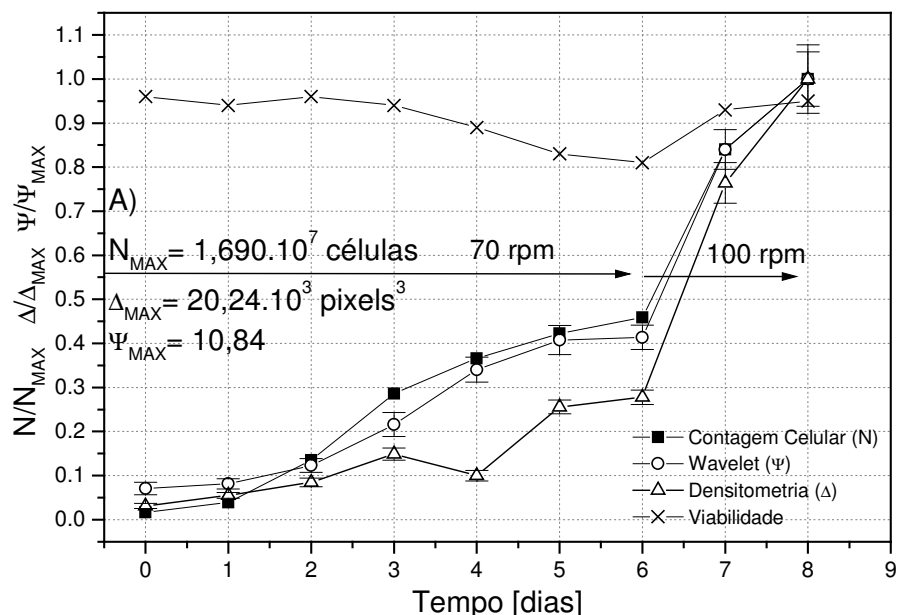 N/N_MAX Δ/Δ_MAX Ψ/Ψ_MAX
1.1
1.0
0.9
0.8
0.7
0.6
0.5
0.4
0.3
0.2
0.1
0.0
A)
N_MAX= 1,690.10^7 células
70 rpm
100 rpm
Δ_MAX= 20,24.10^3 pixels^3
Ψ_MAX= 10,84
Contagem Celular (N)
Wavelet (Ψ)
Densitometria (Δ)
Viabilidade
0 1 2 3 4 5 6 7 8 9
Tempo [dias]